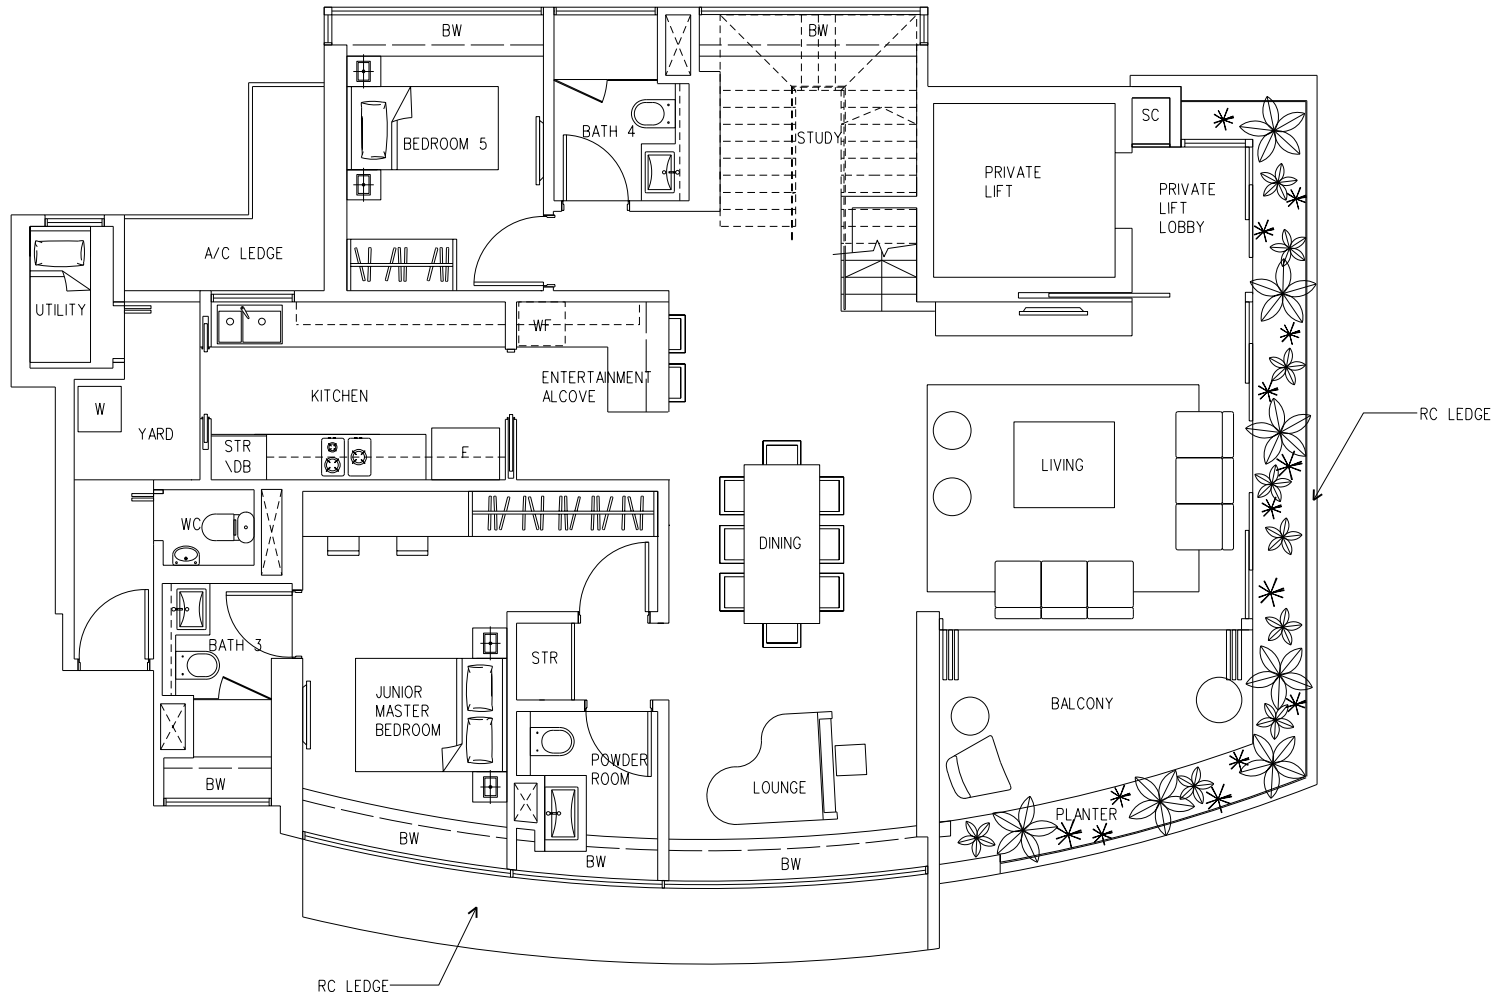 BW
BW
SC
BATH 4
STUDY
BEDROOM 5
PRIVATE
LIFT
PRIVATE
LIFT
LOBBY
A/C LEDGE
UTILITY
WF
ENTERTAINMENT
ALCOVE
KITCHEN
W
YARD
RC LEDGE
STR
\DB
F
LIVING
WC
DINING
BATH 3
STR
JUNIOR
MASTER
BEDROOM
BALCONY
POWDER
ROOM
BW
LOUNGE
PLANTER
BW
BW
BW
RC LEDGE